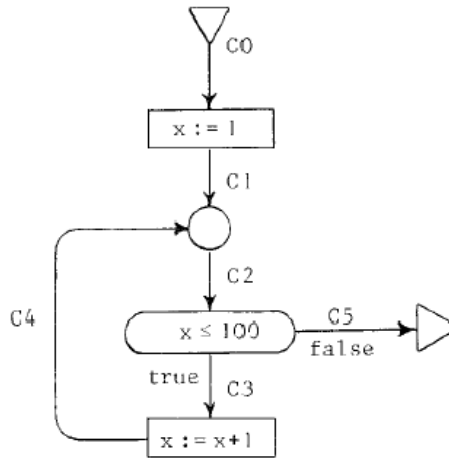 C0
x := 1
C1
C2
C4
x ≤ 100
C5
false
true
C3
x := x+1